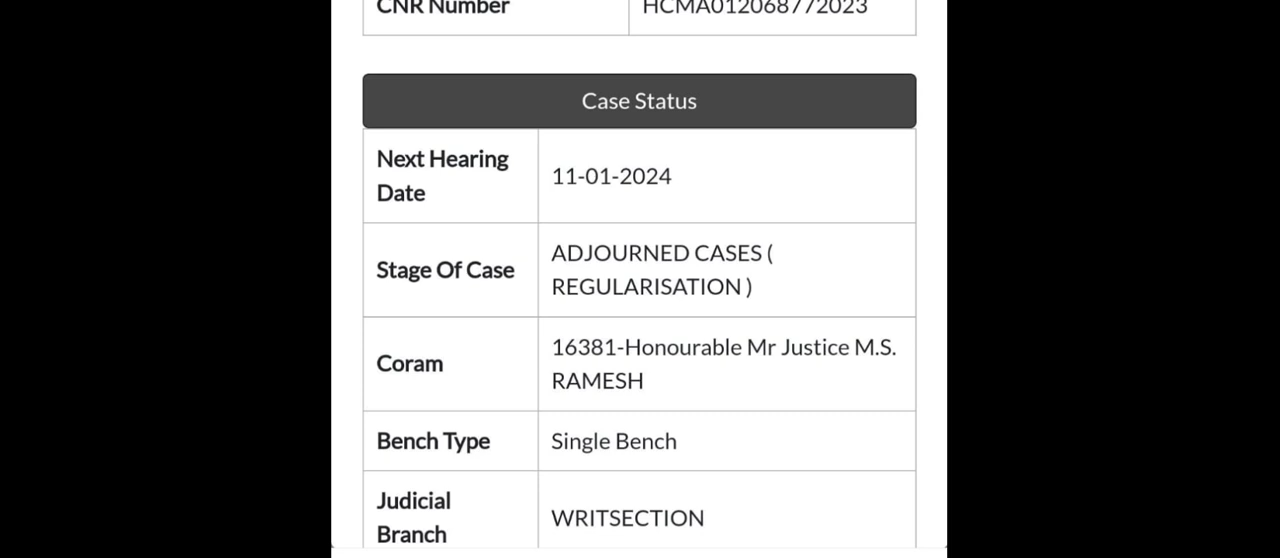 CNR Number HCMA012068772023
Case Status
Next Hearing
Date
11-01-2024
Stage Of Case
ADJOURNED CASES (
REGULARISATION )
Coram
16381-Honourable Mr Justice M.S.
RAMESH
Bench Type Single Bench
Judicial
Branch
WRITSECTION